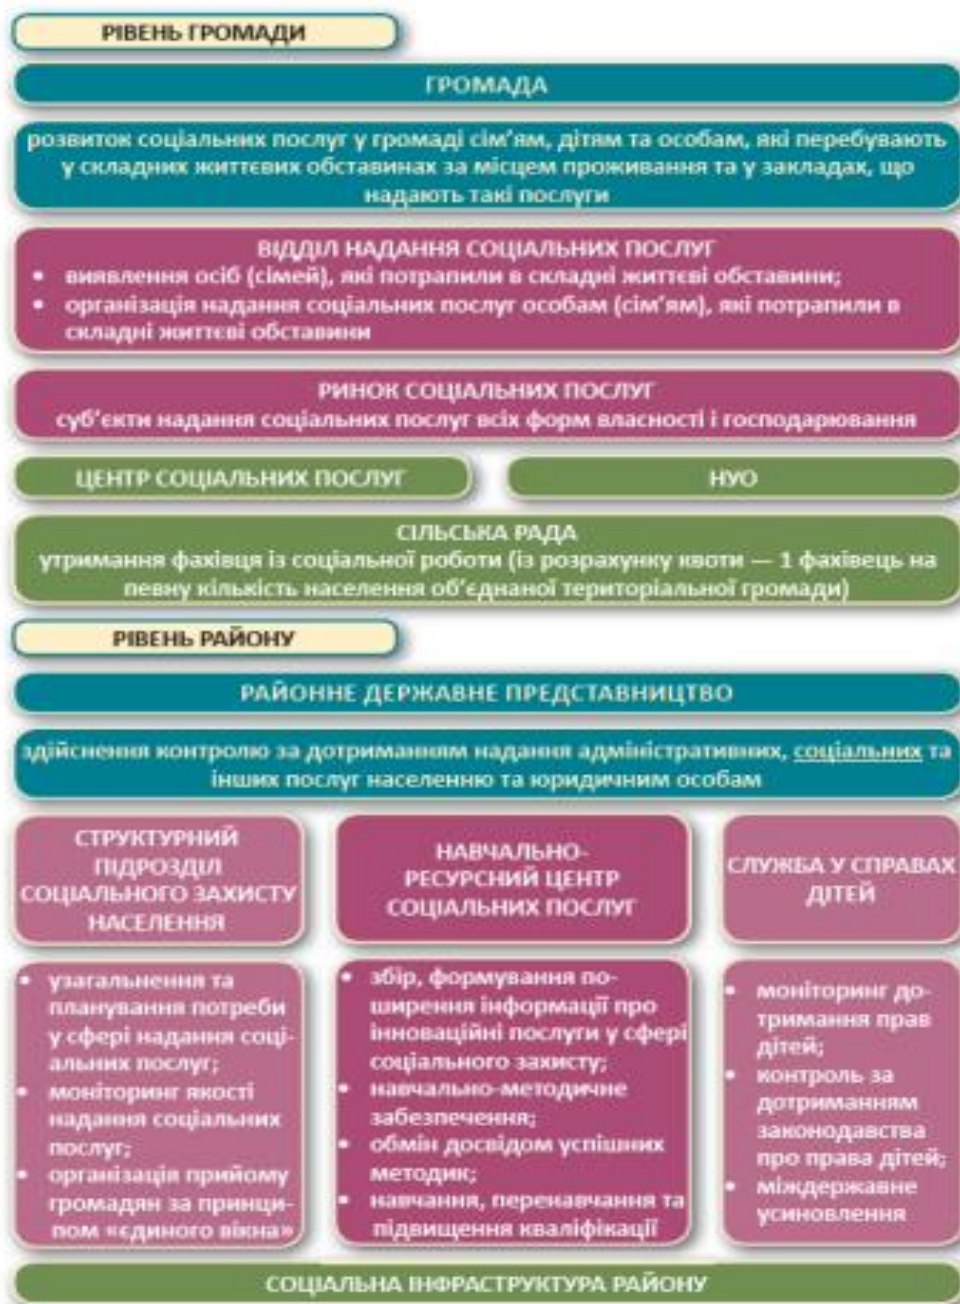 РІВЕНЬ ГРОМАДИ
ГРОМАДА
розвиток соціальних послуг у громаді сім’ям, дітям та особам, які перебувають
у складних життєвих обставинах за місцем проживання та у закладах, що
надають такі послуги
ВІДДІЛ НАДАННЯ СОЦІАЛЬНИХ ПОСЛУГ
• виявлення осіб (сімей), які потрапили в складні життєві обставини;
• організація надання соціальних послуг особам (сім’ям), які потрапили в
складні життєві обставини
РИНОК СОЦІАЛЬНИХ ПОСЛУГ
суб’єкти надання соціальних послуг всіх форм власності і господарювання
ЦЕНТР СОЦІАЛЬНИХ ПОСЛУГ
НУО
СІЛЬСЬКА РАДА
утримання фахівця із соціальної роботи (із розрахунку квоти — 1 фахівець на
певну кількість населення об’єднаної територіальної громади)
РІВЕНЬ РАЙОНУ
РАЙОННЕ ДЕРЖАВНЕ ПРЕДСТАВНИЦТВО
здійснення контролю за дотриманням надання адміністративних, соціальних та
інших послуг населенню та юридичним особам
СТРУКТУРНИЙ
ПІДРОЗДІЛ
СОЦІАЛЬНОГО ЗАХИСТУ
НАСЕЛЕННЯ
• узагальнення та
планування потреби
у сфері надання соці-
альних послуг;
• моніторинг якості
надання соціальних
послуг;
• організація прийому
громадян за принци-
пом «єдиного вікна»
НАВЧАЛЬНО-
РЕСУРСНИЙ ЦЕНТР
СОЦІАЛЬНИХ ПОСЛУГ
• збір, формування по-
ширення інформації про
інноваційні послуги у сфері
соціального захисту;
• навчально-методичне
забезпечення;
• обмін досвідом успішних
методик;
• навчання, перенавчання та
підвищення кваліфікації
СЛУЖБА У СПРАВАХ
ДІТЕЙ
• моніторинг до-
тримання прав
дітей;
• контроль за
дотриманням
законодавства
про права дітей;
• міждержавне
усиновлення
СОЦІАЛЬНА ІНФРАСТРУКТУРА РАЙОНУ